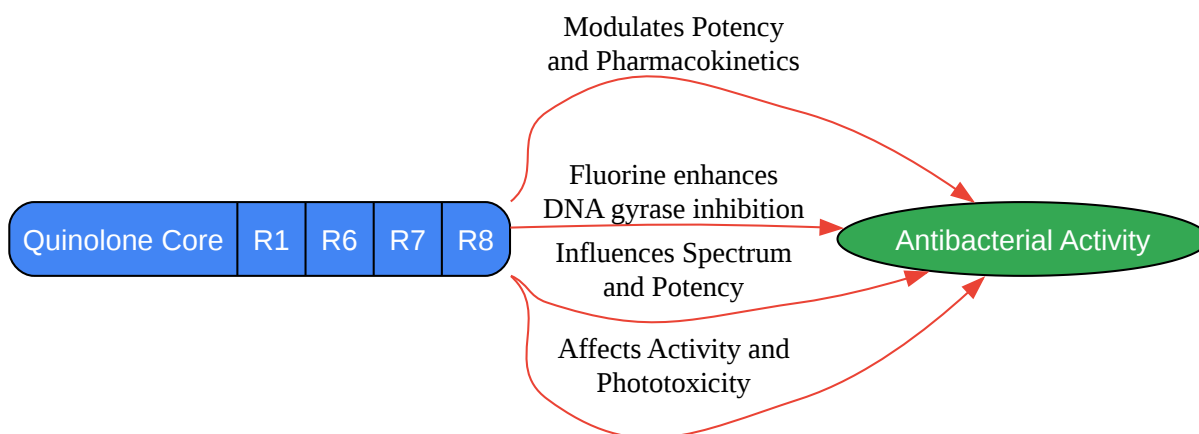 Modulates Potency
and Pharmacokinetics
Fluorine enhances
DNA gyrase inhibition
Quinolone Core R1 R6 R7 R8
Antibacterial Activity
Influences Spectrum
and Potency
Affects Activity and
Phototoxicity